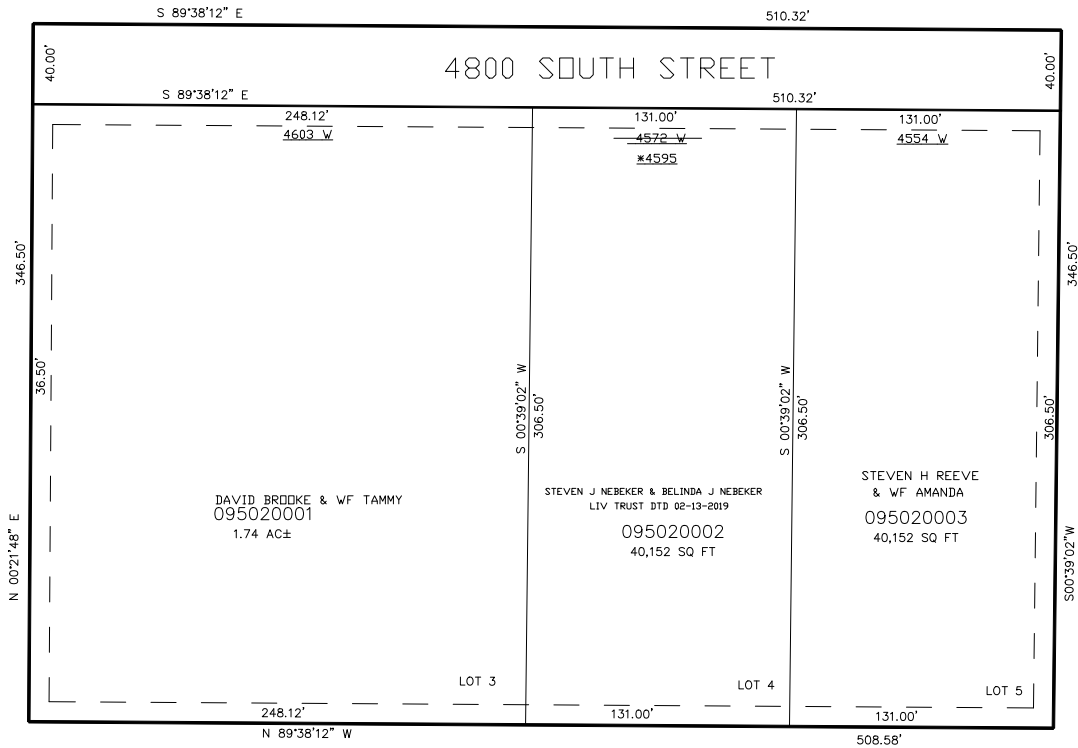 S 89°38'12" E
510.32'
40.00'
4800 SOUTH STREET
40.00'
S 89°38'12" E
510.32'
248.12'
131.00'
131.00'
4603 W
4572 W
4554 W
*4595
346.50'
346.50'
36.50'
S 00°39'02" W
306.50'
S 00°39'02" W
306.50'
306.50'
DAVID BROOKE & WF TAMMY
095020001
1.74 AC±
STEVEN J NEBEKER & BELINDA J NEBEKER
LIV TRUST DTD 02-13-2019
095020002
40,152 SQ FT
STEVEN H REEVE
& WF AMANDA
095020003
40,152 SQ FT
N 00°21'48" E
S00°39'02"W
LOT 3
LOT 4
LOT 5
248.12'
131.00'
131.00'
N 89°38'12" W
508.58'